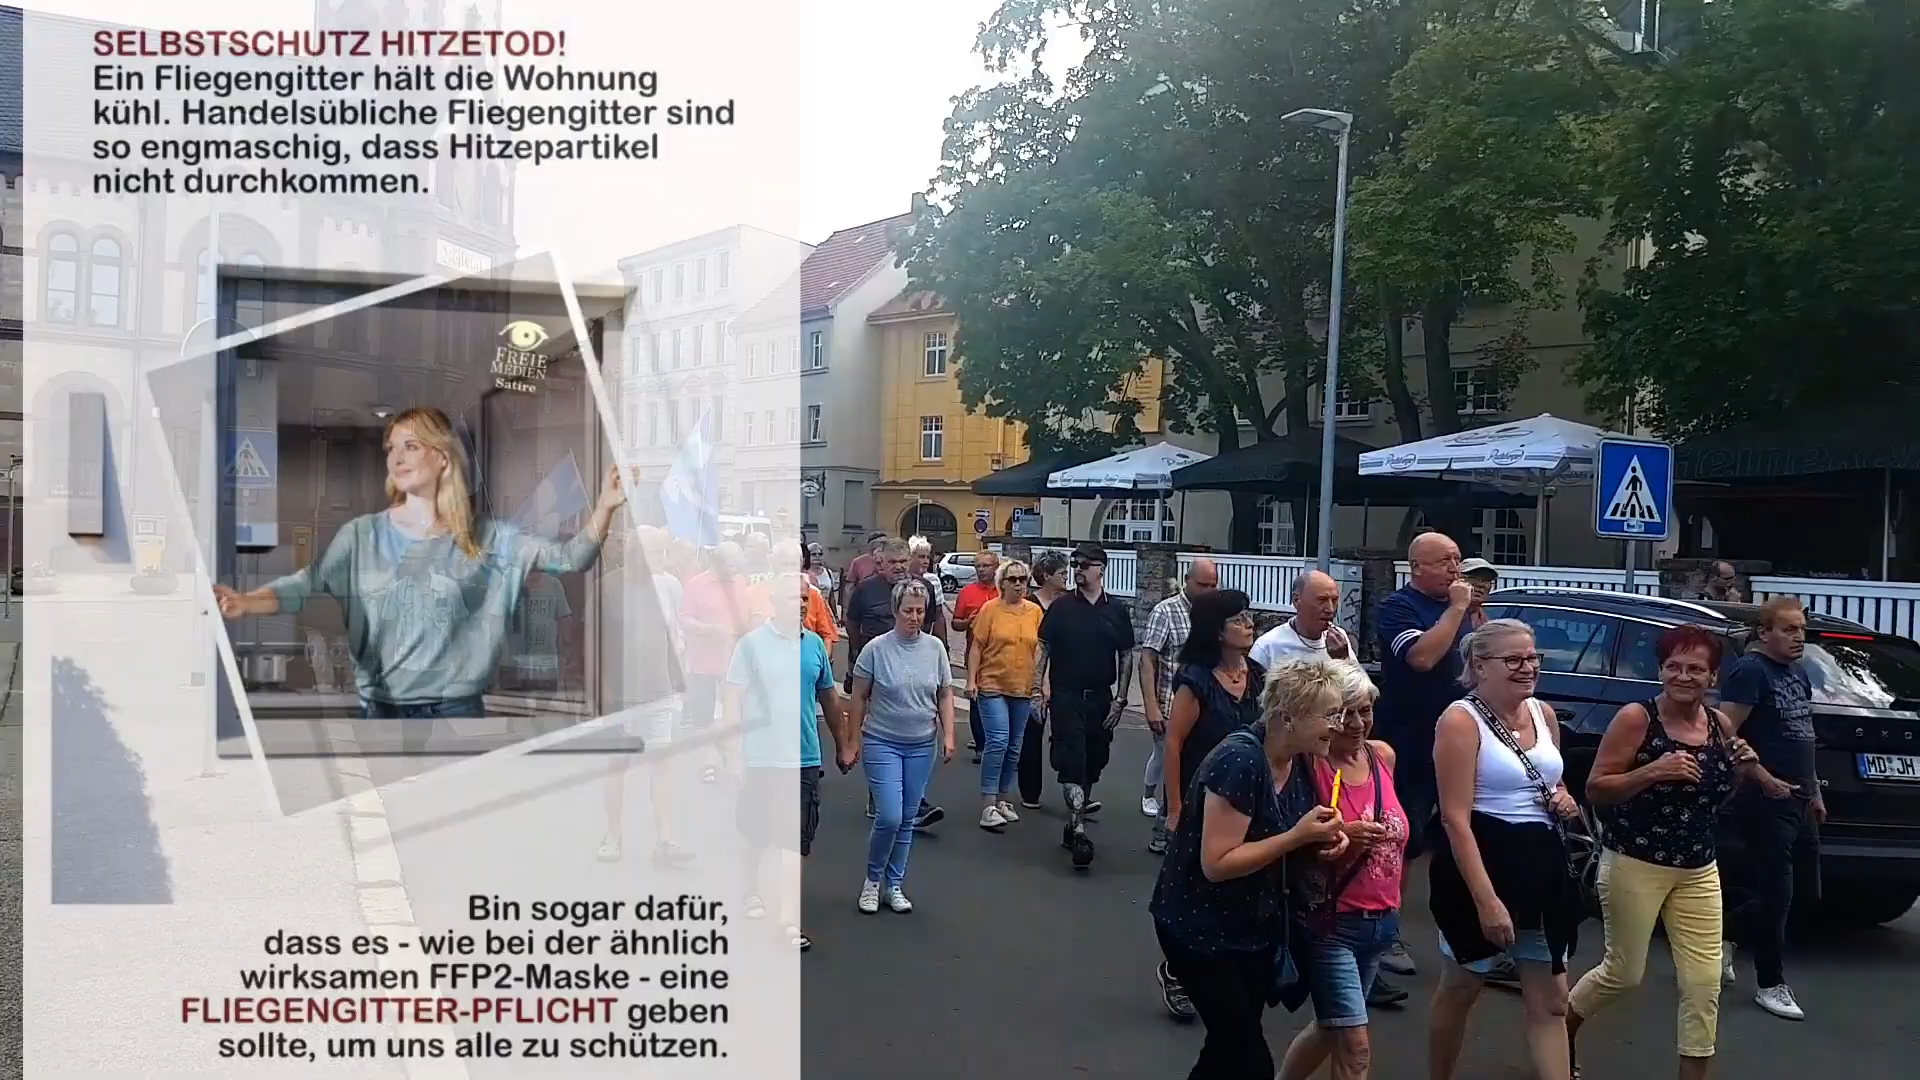 SELBSTSCHUTZ HITZETOD!
Ein Fliegengitter hält die Wohnung
kühl. Handelsübliche Fliegengitter sind
so engmaschig, dass Hitzepartikel
nicht durchkommen.
FREIE
MEDIEN
Satire
Bin sogar dafür,
dass es - wie bei der ähnlich
wirksamen FFP2-Maske - eine
FLIEGENGITTER-PFLICHT geben
sollte, um uns alle zu schützen.
MICHAEL KORS
MD JH